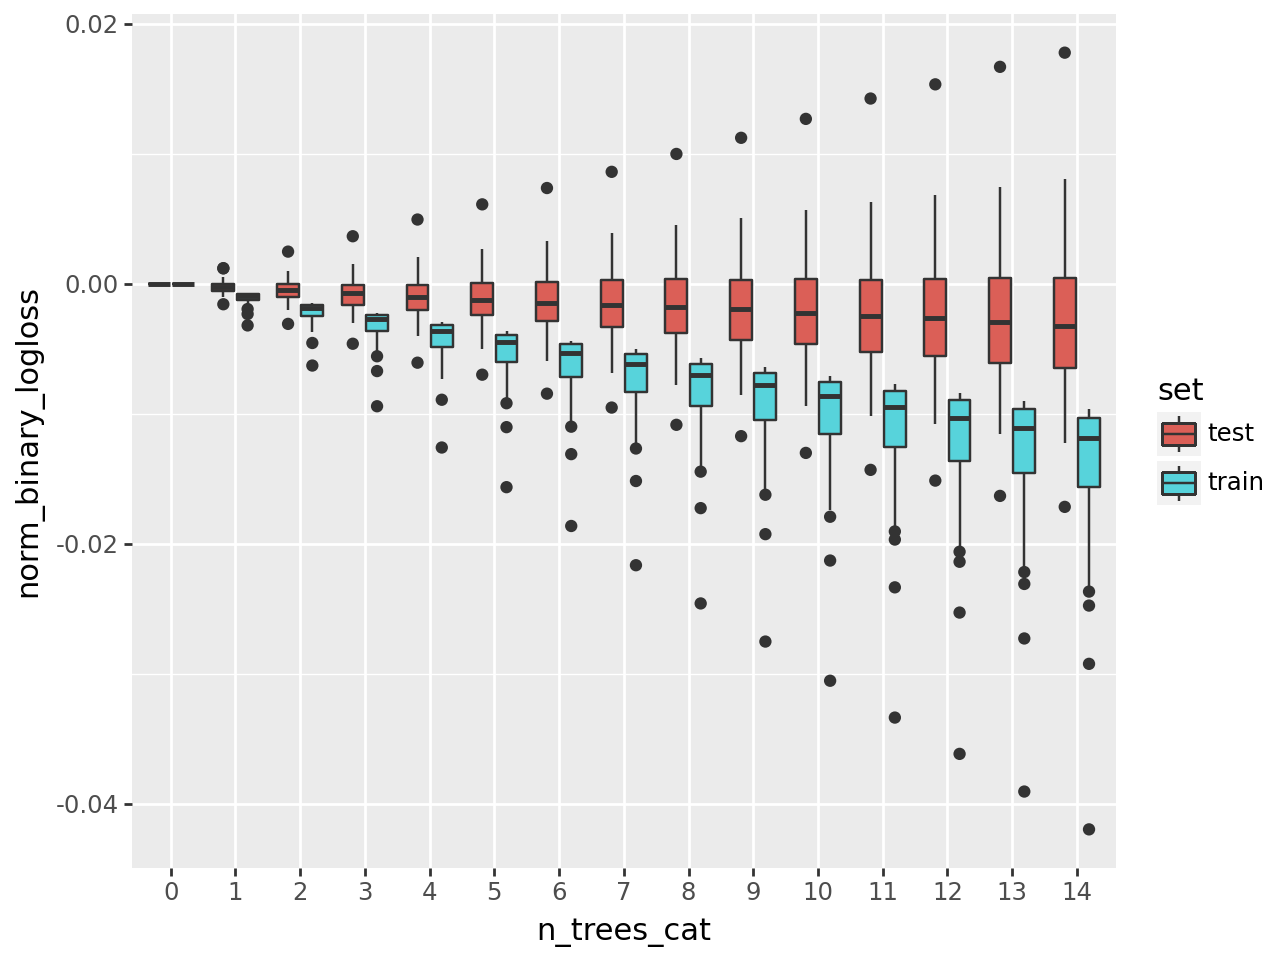 0.02
0.00
-0.02
-0.04
norm_binary_logloss
0 1 2 3 4 5 6 7 8 9 10 11 12 13 14
n_trees_cat
set
test
train